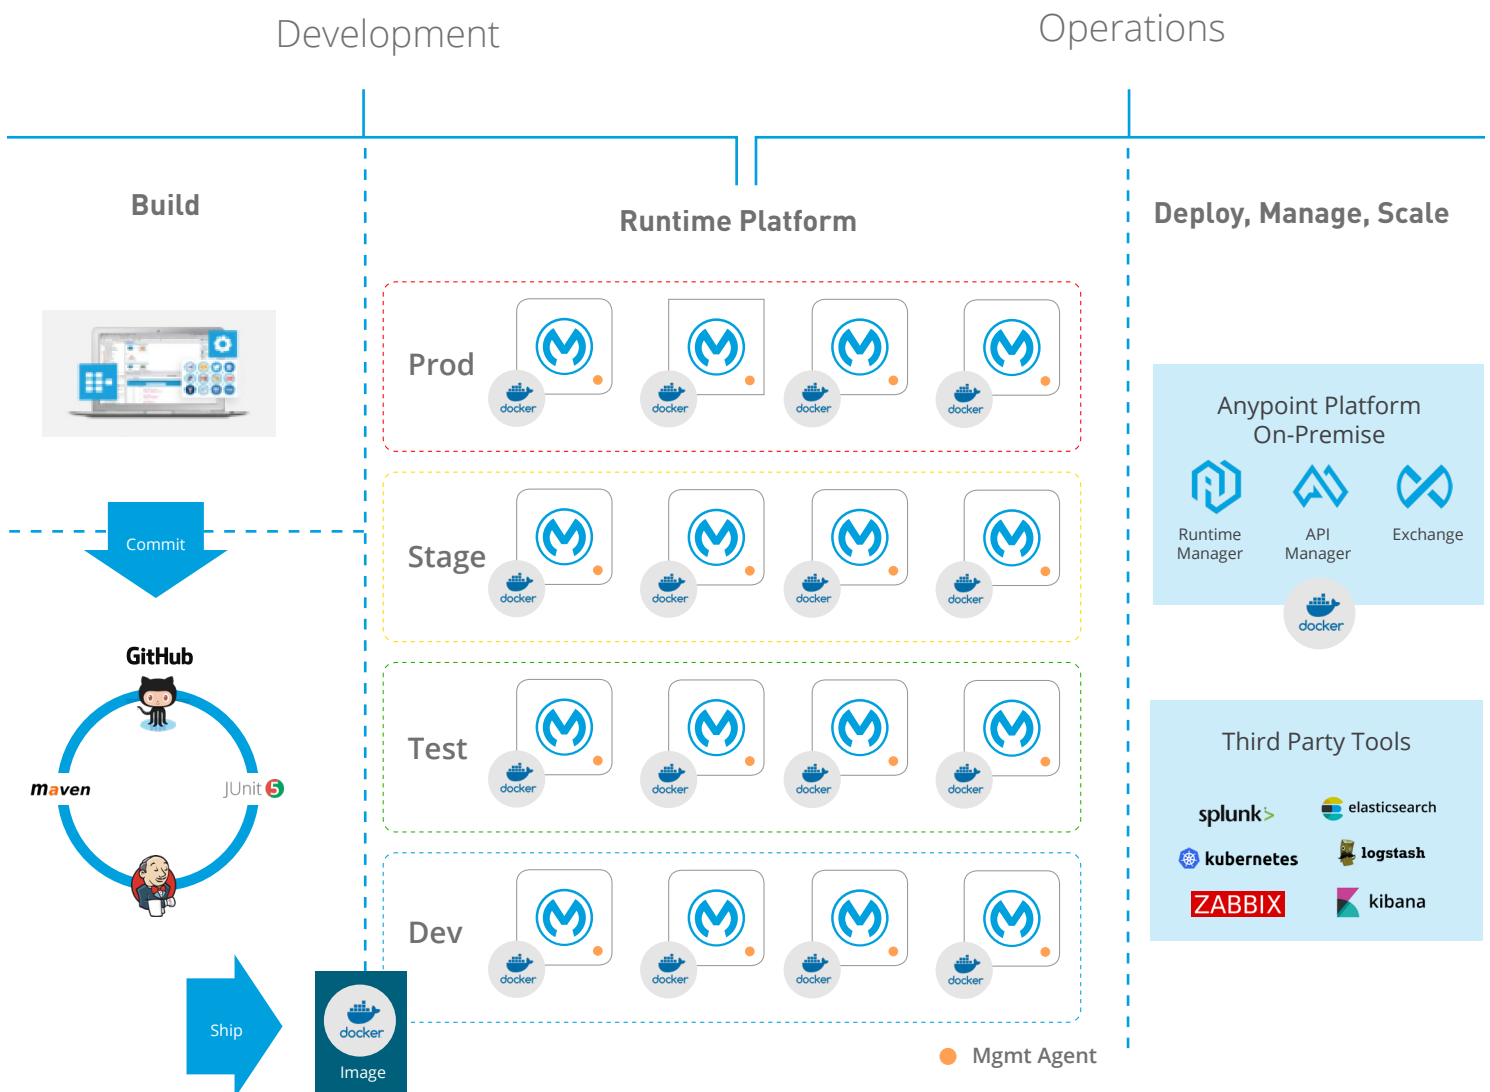 Development
Operations
Build
Runtime Platform
Deploy, Manage, Scale
Prod
docker
docker
docker
docker
Stage
docker
docker
docker
docker
Test
docker
docker
docker
docker
Dev
docker
docker
docker
docker
Mgmt Agent
Commit
GitHub
maven
JUnit 5
Ship
docker
Image
Anypoint Platform
On-Premise
Runtime
Manager
API
Manager
Exchange
docker
Third Party Tools
splunk>
elasticsearch
kubernetes
logstash
ZABBIX
kibana